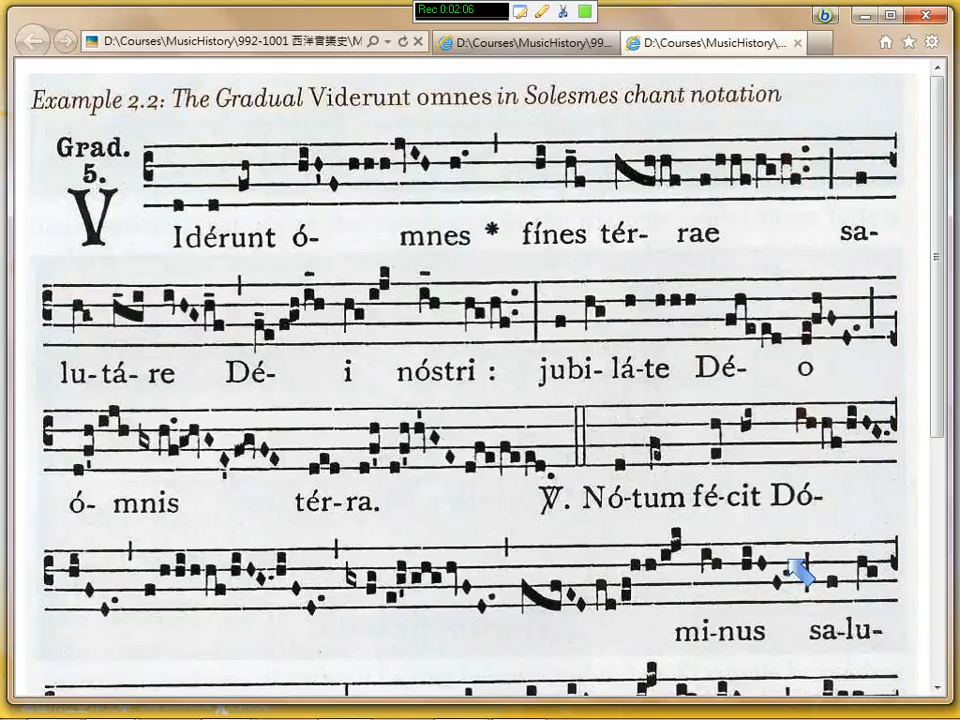 Rec 0:02:06
D:\Courses\MusicHistory\992-1001 西洋音樂史\M
D:\Courses\MusicHistory\99...
D:\Courses\MusicHistory\...
Example 2.2: The Gradual Viderunt omnes in Solesmes chant notation
Grad.
5.
V
Idérunt ó- mnes * fínes tér- rae sa-
lu-tá- re Dé- i nóstri : jubi-lá-te Dé- o
ó- mnis tér-ra. ℣. Nó-tum fé-cit Dó-
mi-nus sa-lu-